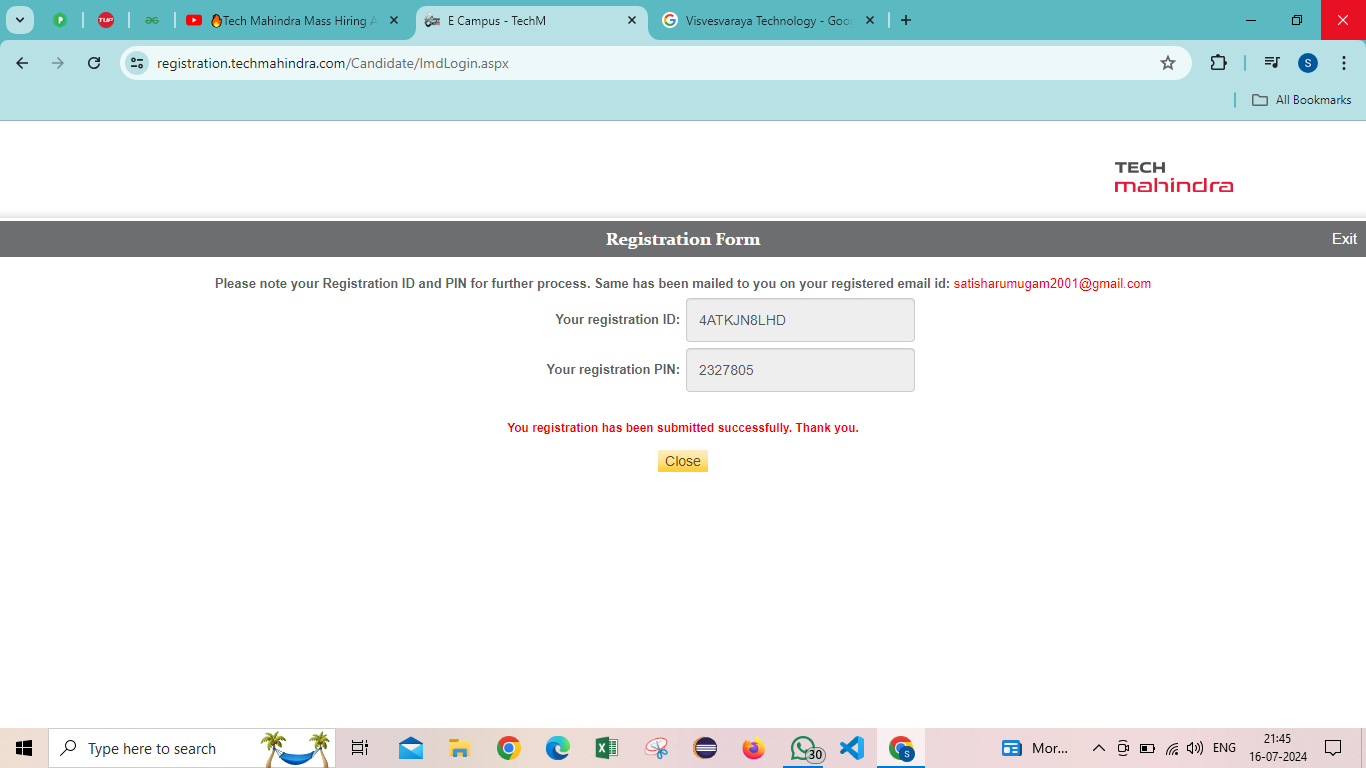 🔥Tech Mahindra Mass Hiring A
E Campus - TechM
Visvesvaraya Technology - Goo
registration.techmahindra.com/Candidate/ImdLogin.aspx
S
All Bookmarks
TECH
mahindra
Registration Form
Exit
Please note your Registration ID and PIN for further process. Same has been mailed to you on your registered email id: satisharumugam2001@gmail.com
Your registration ID: 4ATKJN8LHD
Your registration PIN: 2327805
You registration has been submitted successfully. Thank you.
Close
Type here to search
30
S
Mor...
ENG
21:45
16-07-2024